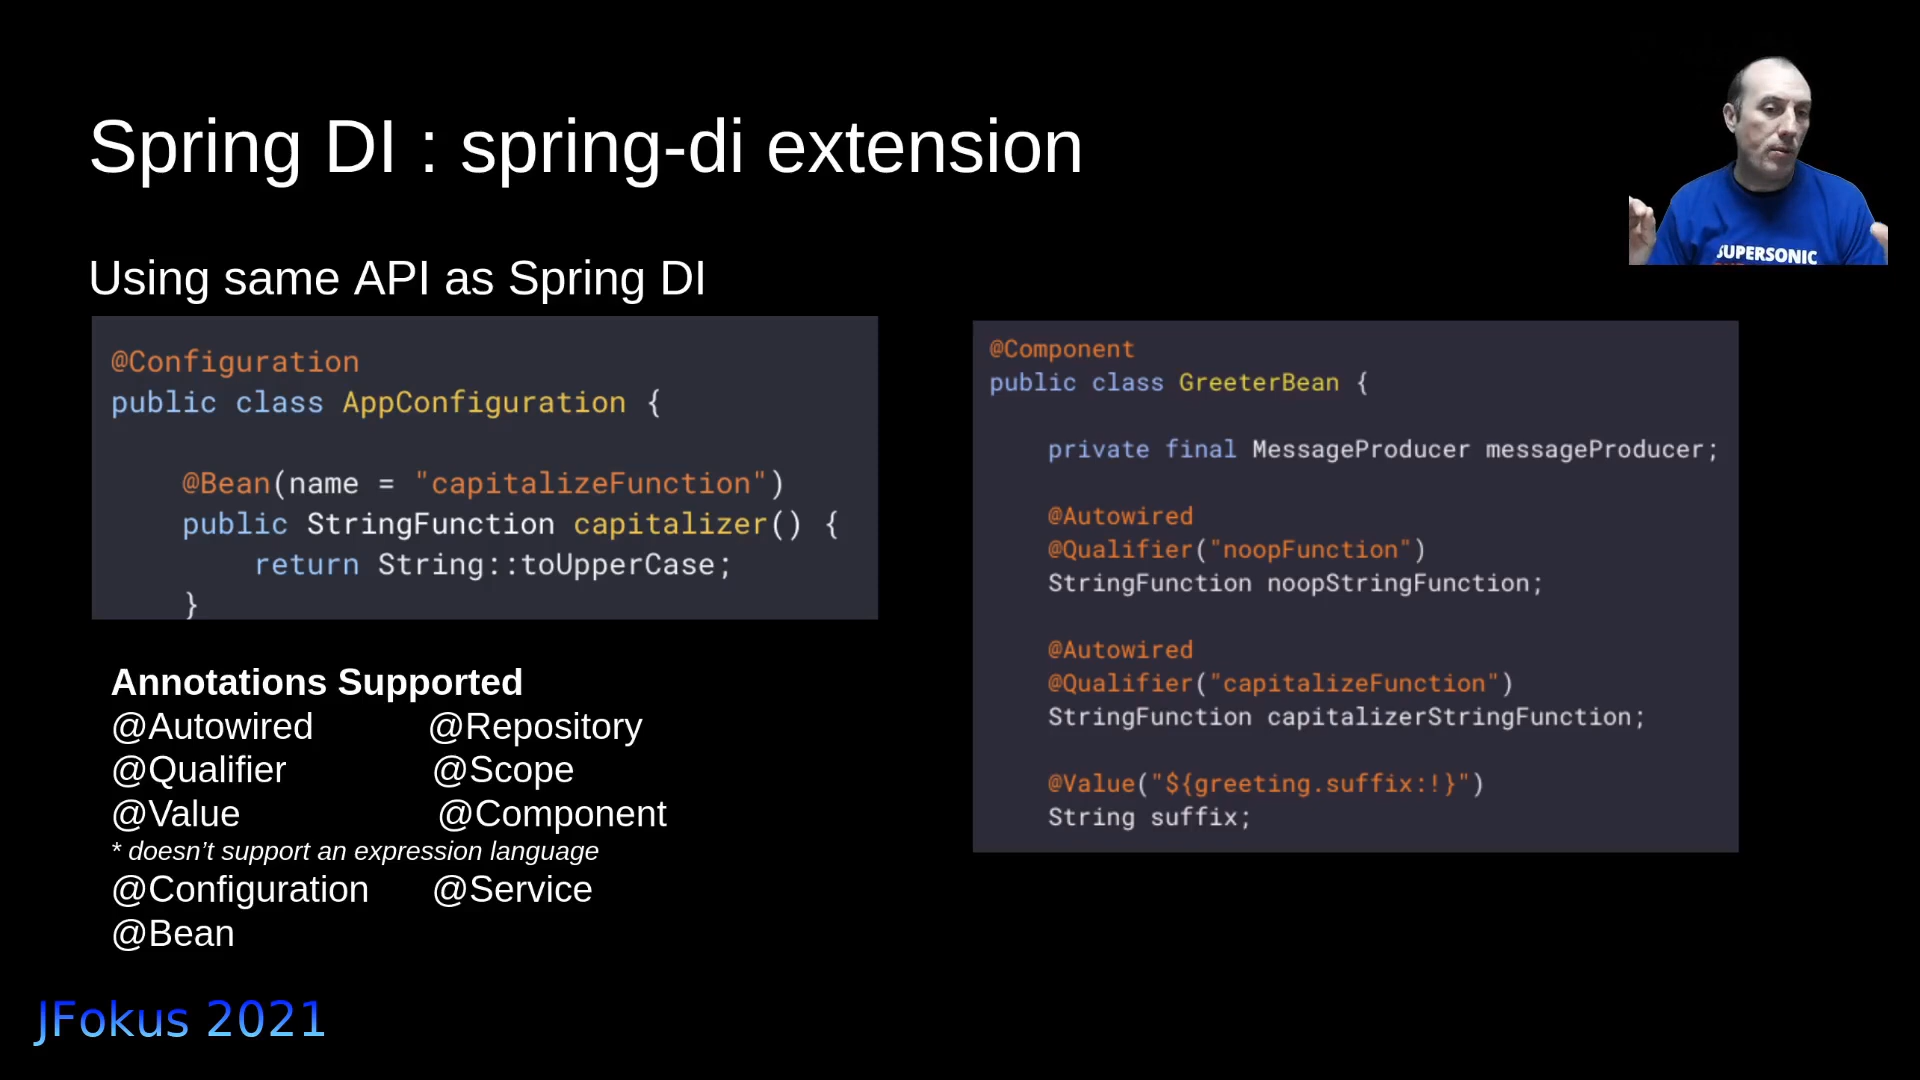 Spring DI : spring-di extension
Using same API as Spring DI
@Configuration
public class AppConfiguration {
@Bean(name = "capitalizeFunction")
public StringFunction capitalizer() {
return String::toUpperCase;
}
Annotations Supported
@Autowired @Repository
@Qualifier @Scope
@Value @Component
* doesn't support an expression language
@Configuration @Service
@Bean
@Component
public class GreeterBean {
private final MessageProducer messageProducer;
@Autowired
@Qualifier("noopFunction")
StringFunction noopStringFunction;
@Autowired
@Qualifier("capitalizeFunction")
StringFunction capitalizerStringFunction;
@Value("${greeting.suffix:!}")
String suffix;
SUPERSONIC
JFokus 2021